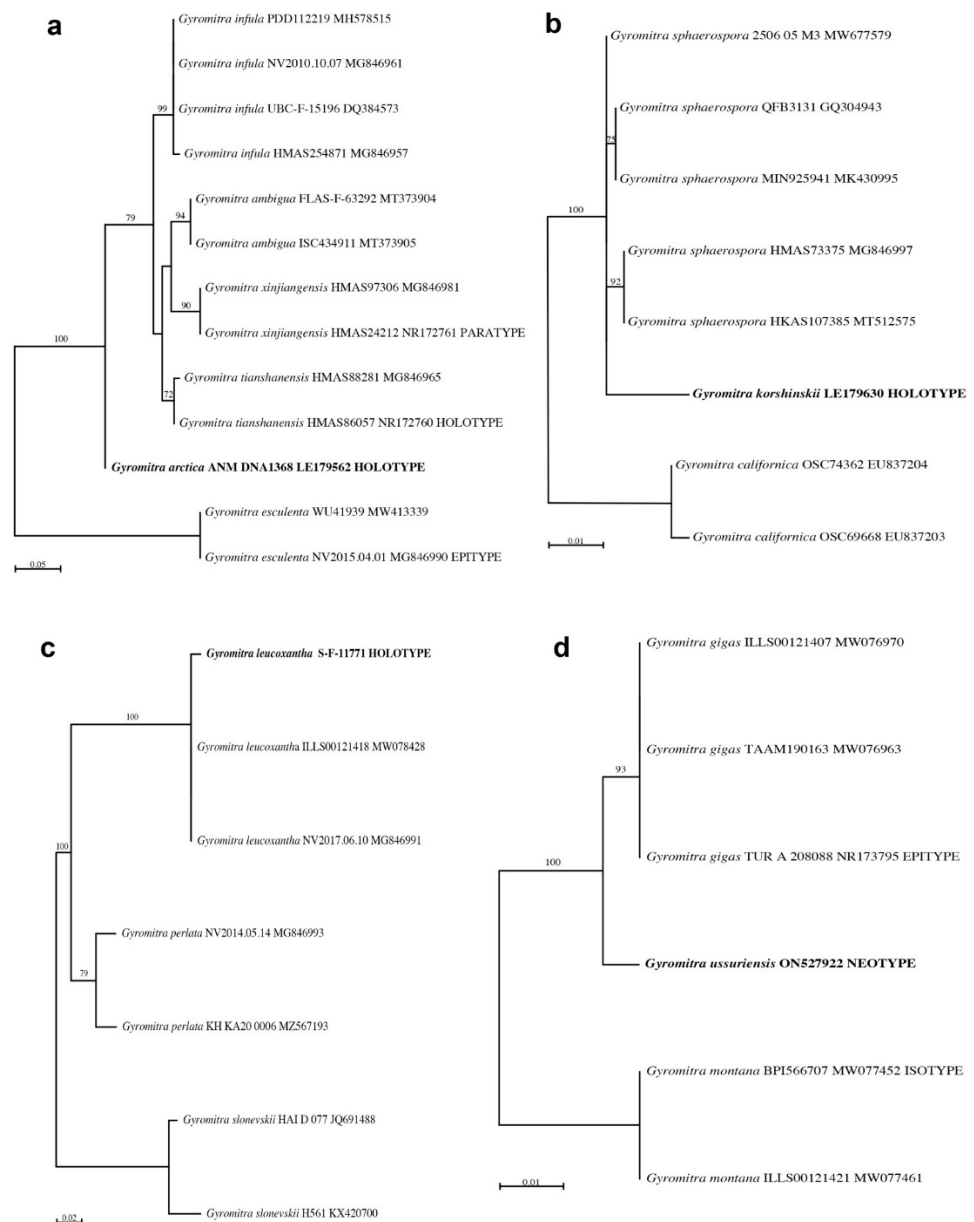 a
Gyromitra infula PDD112219 MH578515
Gyromitra infula NV2010.10.07 MG846961
99
Gyromitra infula UBC-F-15196 DQ384573
Gyromitra infula HMAS254871 MG846957
Gyromitra ambigua FLAS-F-63292 MT373904
94
79
Gyromitra ambigua ISC434911 MT373905
Gyromitra xinjiangensis HMAS97306 MG846981
90
Gyromitra xinjiangensis HMAS24212 NR172761 PARATYPE
100
Gyromitra tianshanensis HMAS88281 MG846965
72
Gyromitra tianshanensis HMAS86057 NR172760 HOLOTYPE
Gyromitra arctica ANM DNA1368 LE179562 HOLOTYPE
Gyromitra esculenta WU41939 MW413339
Gyromitra esculenta NV2015.04.01 MG846990 EPITYPE
0.05
b
Gyromitra sphaerospora 2506 05 M3 MW677579
Gyromitra sphaerospora QFB3131 GQ304943
75
Gyromitra sphaerospora MIN925941 MK430995
100
Gyromitra sphaerospora HMAS73375 MG846997
92
Gyromitra sphaerospora HKAS107385 MT512575
Gyromitra korshinskii LE179630 HOLOTYPE
Gyromitra californica OSC74362 EU837204
Gyromitra californica OSC69668 EU837203
0.01
c
Gyromitra leucoxantha S-F-11771 HOLOTYPE
100
Gyromitra leucoxantha ILLS00121418 MW078428
Gyromitra leucoxantha NV2017.06.10 MG846991
100
Gyromitra perlata NV2014.05.14 MG846993
79
Gyromitra perlata KH KA20 0006 MZ567193
Gyromitra slonevskii HAI D 077 JQ691488
Gyromitra slonevskii H561 KX420700
0.02
d
Gyromitra gigas ILLS00121407 MW076970
Gyromitra gigas TAAM190163 MW076963
93
Gyromitra gigas TUR A 208088 NR173795 EPITYPE
100
Gyromitra ussuriensis ON527922 NEOTYPE
Gyromitra montana BPI566707 MW077452 ISOTYPE
Gyromitra montana ILLS00121421 MW077461
0.01